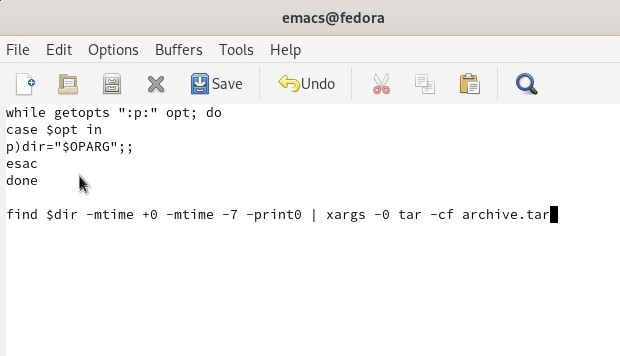 emacs@fedora
File Edit Options Buffers Tools Help
Save Undo
while getopts ":p:" opt; do
case $opt in
p)dir="$OPARG";;
esac
done
find $dir -mtime +0 -mtime -7 -print0 | xargs -0 tar -cf archive.tar